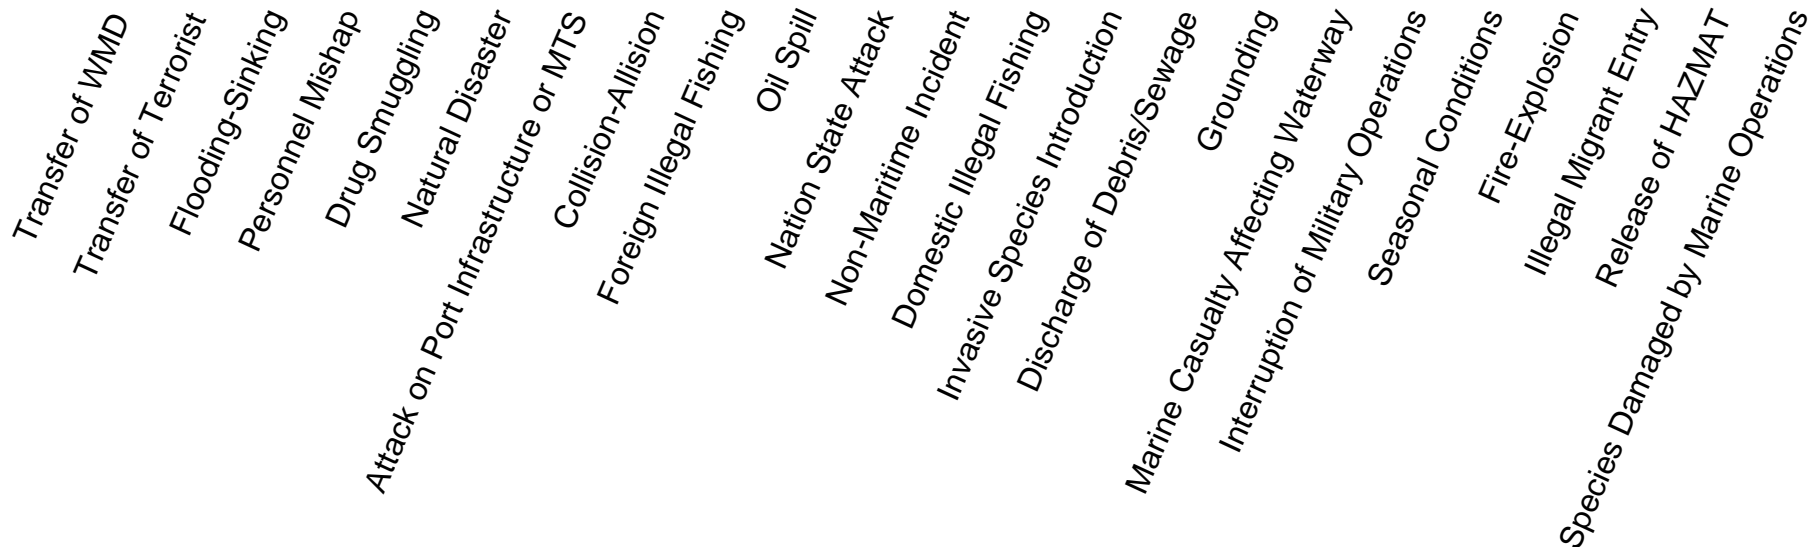 Transfer of WMD
Transfer of Terrorist
Flooding-Sinking
Personnel Mishap
Drug Smuggling
Natural Disaster
Attack on Port Infrastructure or MTS
Collision-Allision
Foreign Illegal Fishing
Oil Spill
Nation State Attack
Non-Maritime Incident
Domestic Illegal Fishing
Invasive Species Introduction
Discharge of Debris/Sewage
Grounding
Marine Casualty Affecting Waterway
Interruption of Military Operations
Seasonal Conditions
Fire-Explosion
Illegal Migrant Entry
Release of HAZMAT
Species Damaged by Marine Operations